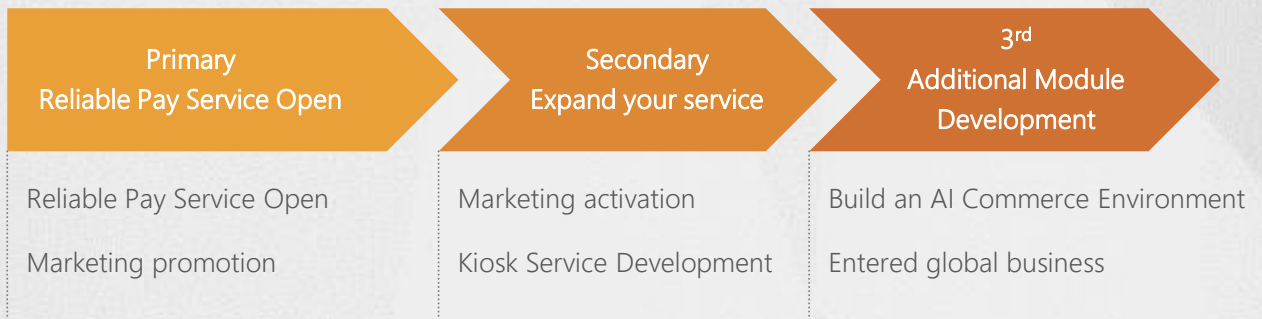 Primary
Reliable Pay Service Open
Secondary
Expand your service
3rd
Additional Module
Development
Reliable Pay Service Open
Marketing promotion
Marketing activation
Kiosk Service Development
Build an AI Commerce Environment
Entered global business